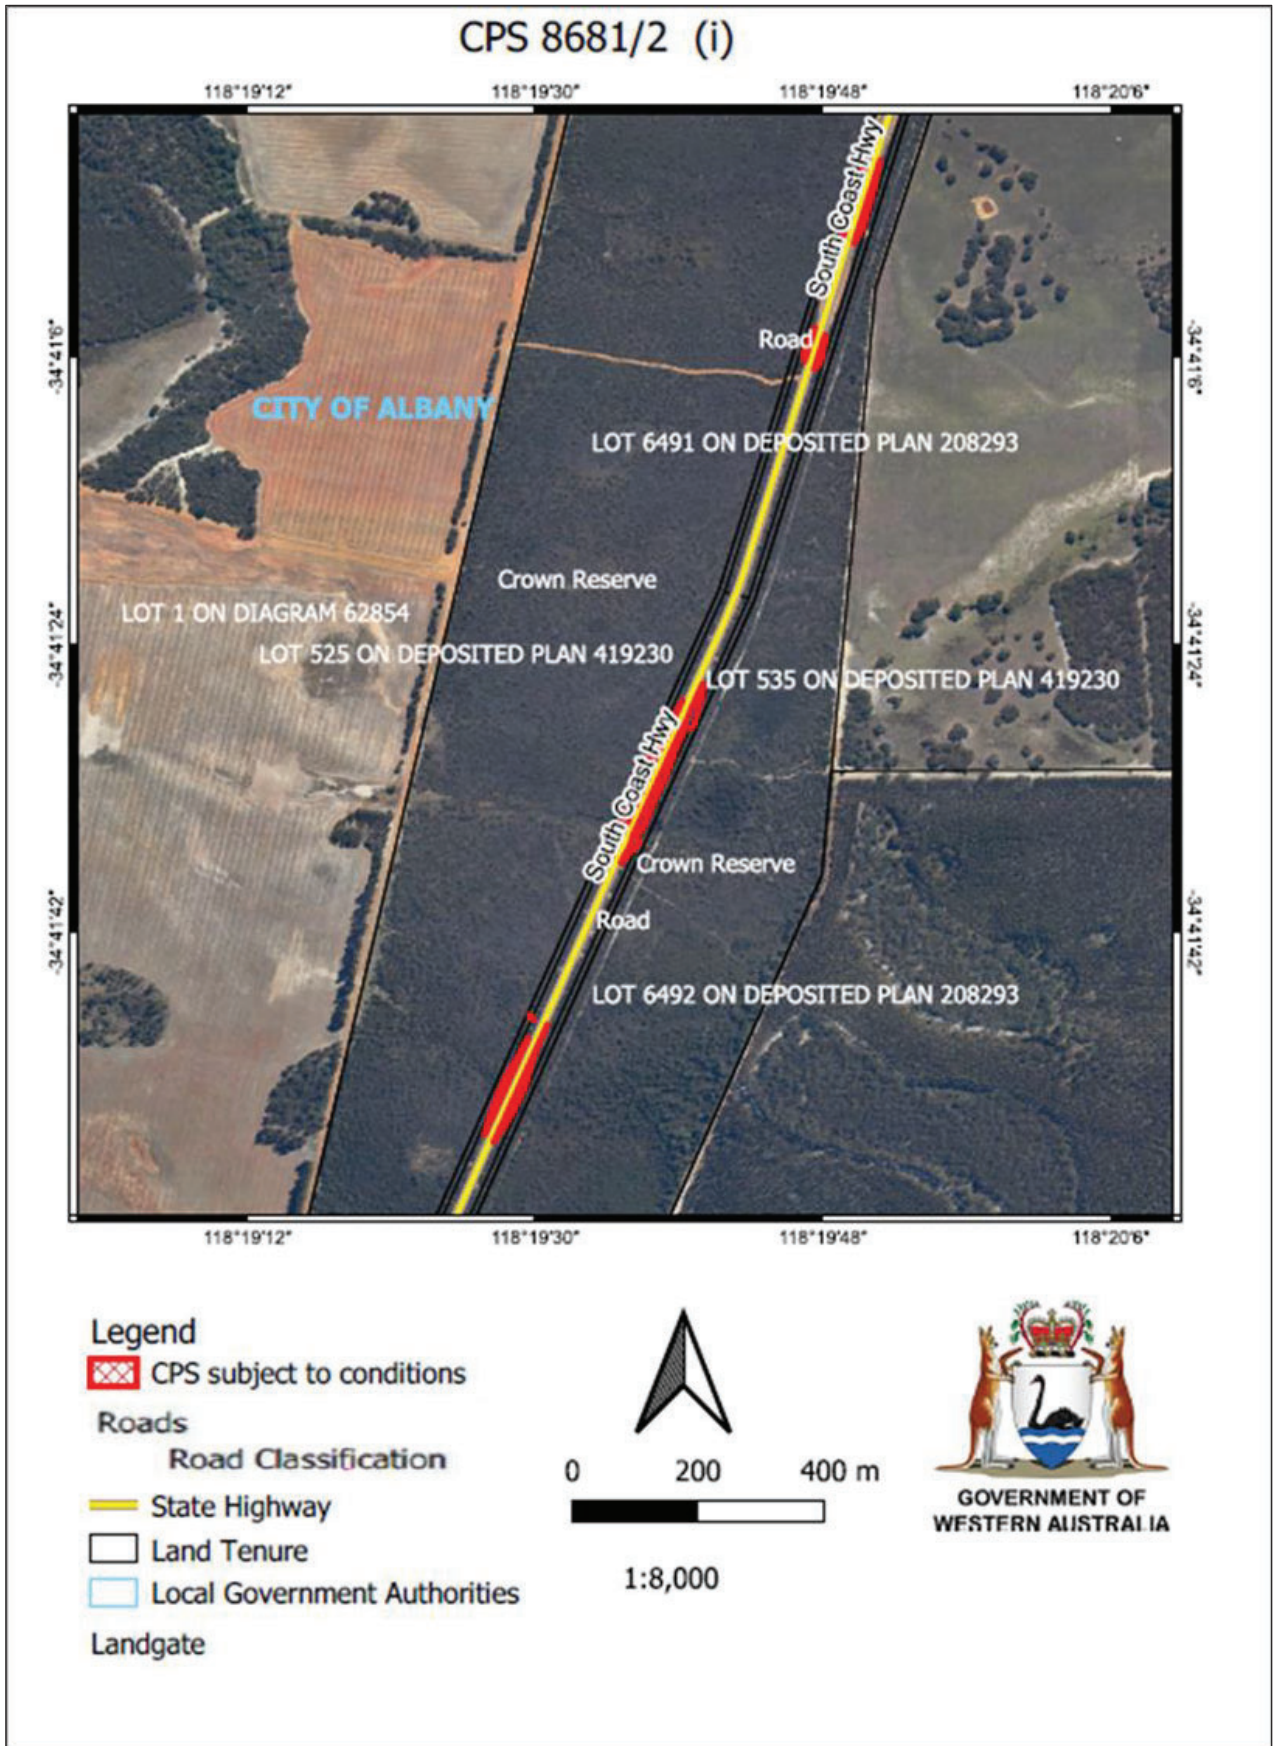 CPS 8681/2 (i)
118°19'12" 118°19'30" 118°19'48" 118°20'6"
South Coast Hwy
-34°41'6" -34°41'6"
Road
CITY OF ALBANY
LOT 6491 ON DEPOSITED PLAN 208293
Crown Reserve
LOT 1 ON DIAGRAM 62854
-34°41'24" -34°41'24"
LOT 525 ON DEPOSITED PLAN 419230
LOT 535 ON DEPOSITED PLAN 419230
South Coast Hwy
Crown Reserve
Road
-34°41'42" -34°41'42"
LOT 6492 ON DEPOSITED PLAN 208293
118°19'12" 118°19'30" 118°19'48" 118°20'6"
Legend
CPS subject to conditions
Roads
Road Classification
State Highway
Land Tenure
Local Government Authorities
Landgate
0 200 400 m
1:8,000
GOVERNMENT OF
WESTERN AUSTRALIA